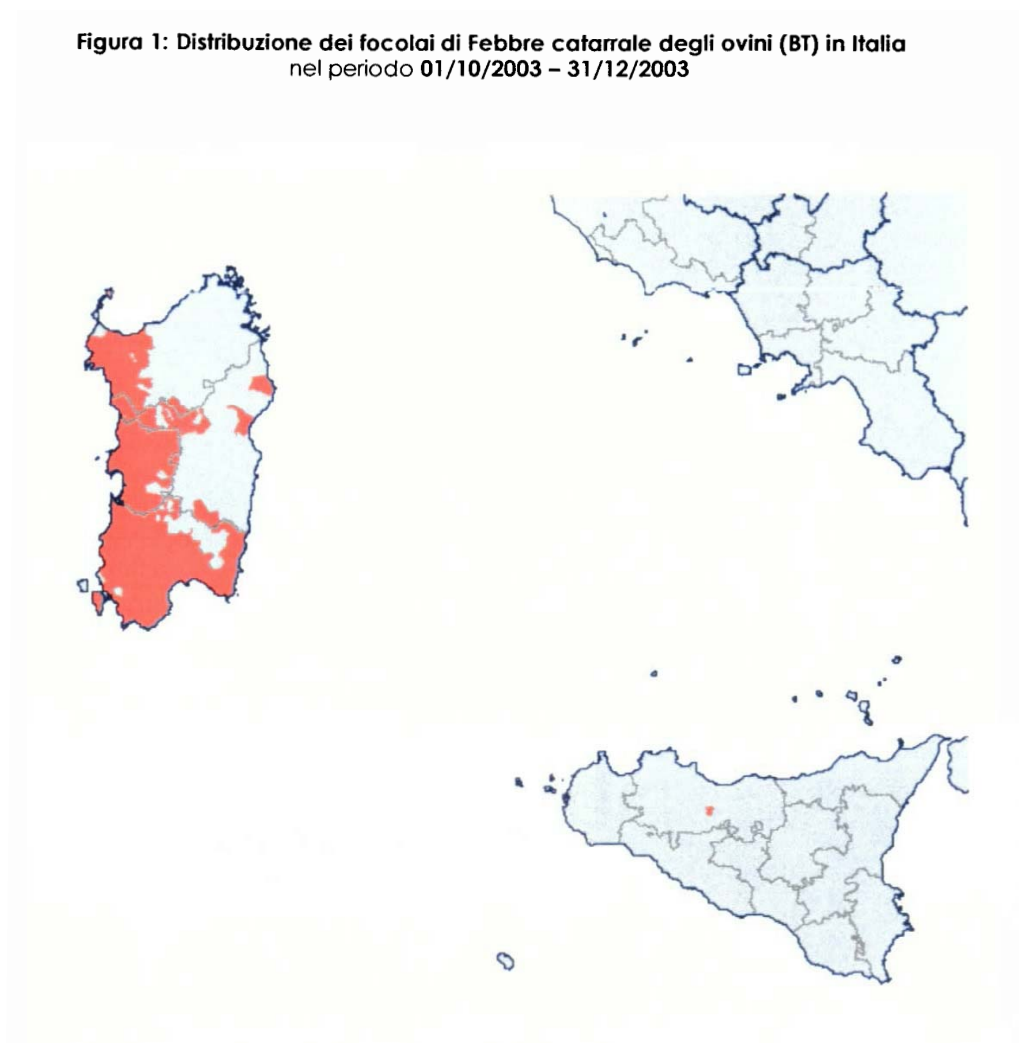 Figura 1: Distribuzione dei focolai di Febbre catarrale degli ovini (BT) in Italia
nel periodo 01/10/2003 – 31/12/2003